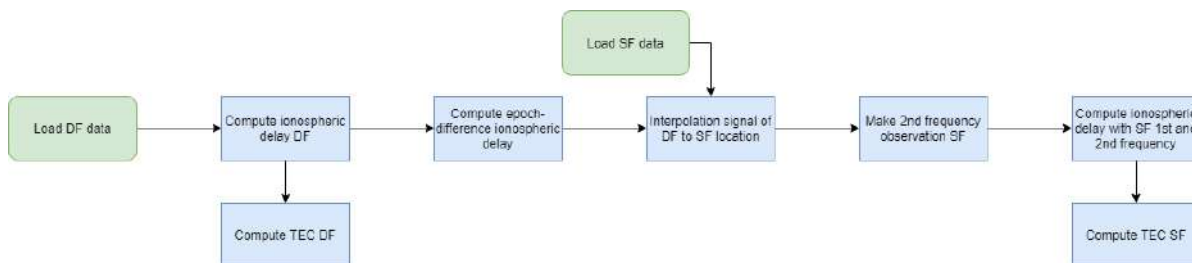 Load SF data
Load DF data
Compute ionospheric
delay DF
Compute epoch-
difference ionospheric
delay
Interpolation signal of
DF to SF location
Make 2nd frequency
observation SF
Compute ionospheric
delay with SF 1st and
2nd frequency
Compute TEC DF
Compute TEC SF